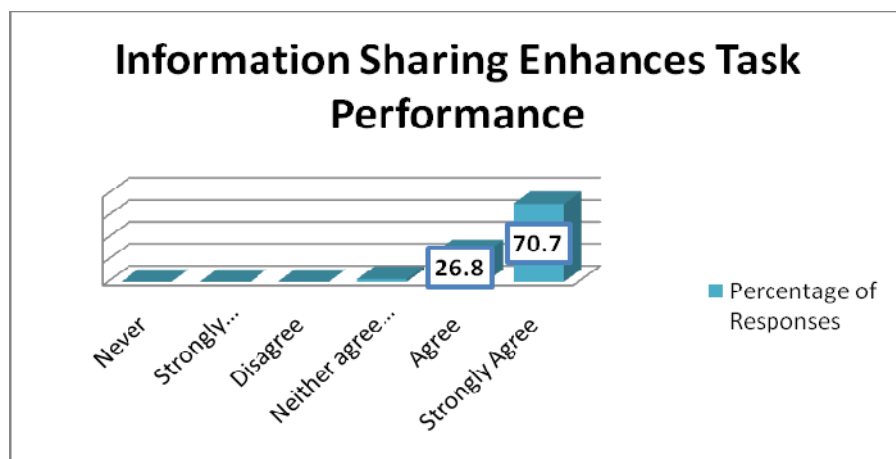 Information Sharing Enhances Task
Performance
26.8
70.7
Never
Strongly...
Disagree
Neither agree...
Agree
Strongly Agree
Percentage of
Responses